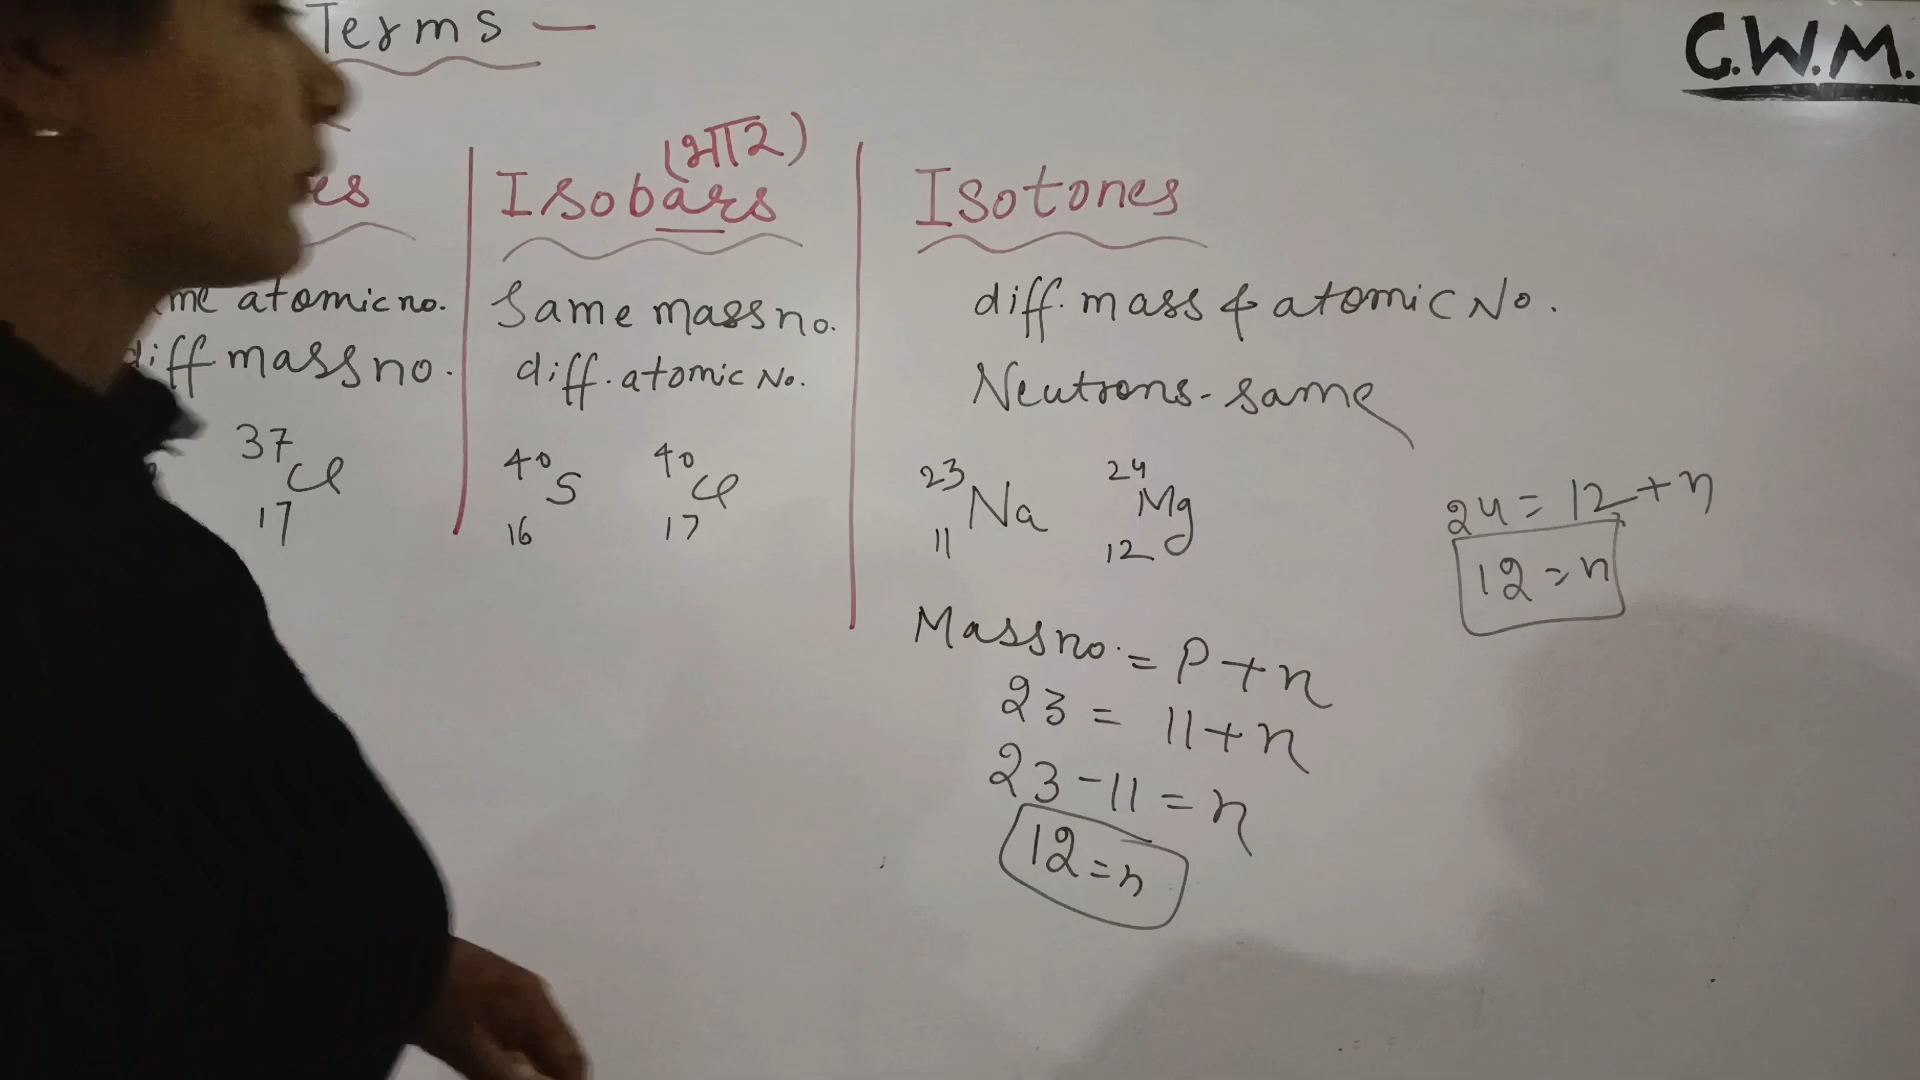 Terms —
C.W.M.
es
(भार)
Isobars
Isotones
me atomic no.
diff mass no.
37
Cl
17
Same mass no.
diff. atomic No.
40 S 16
40 Cl 17
diff. mass & atomic No.
Neutrons - same
23 Na 11
24 Mg 12
Mass no. = P + n
23 = 11 + n
23 - 11 = n
12 = n
24 = 12 + n
12 = n